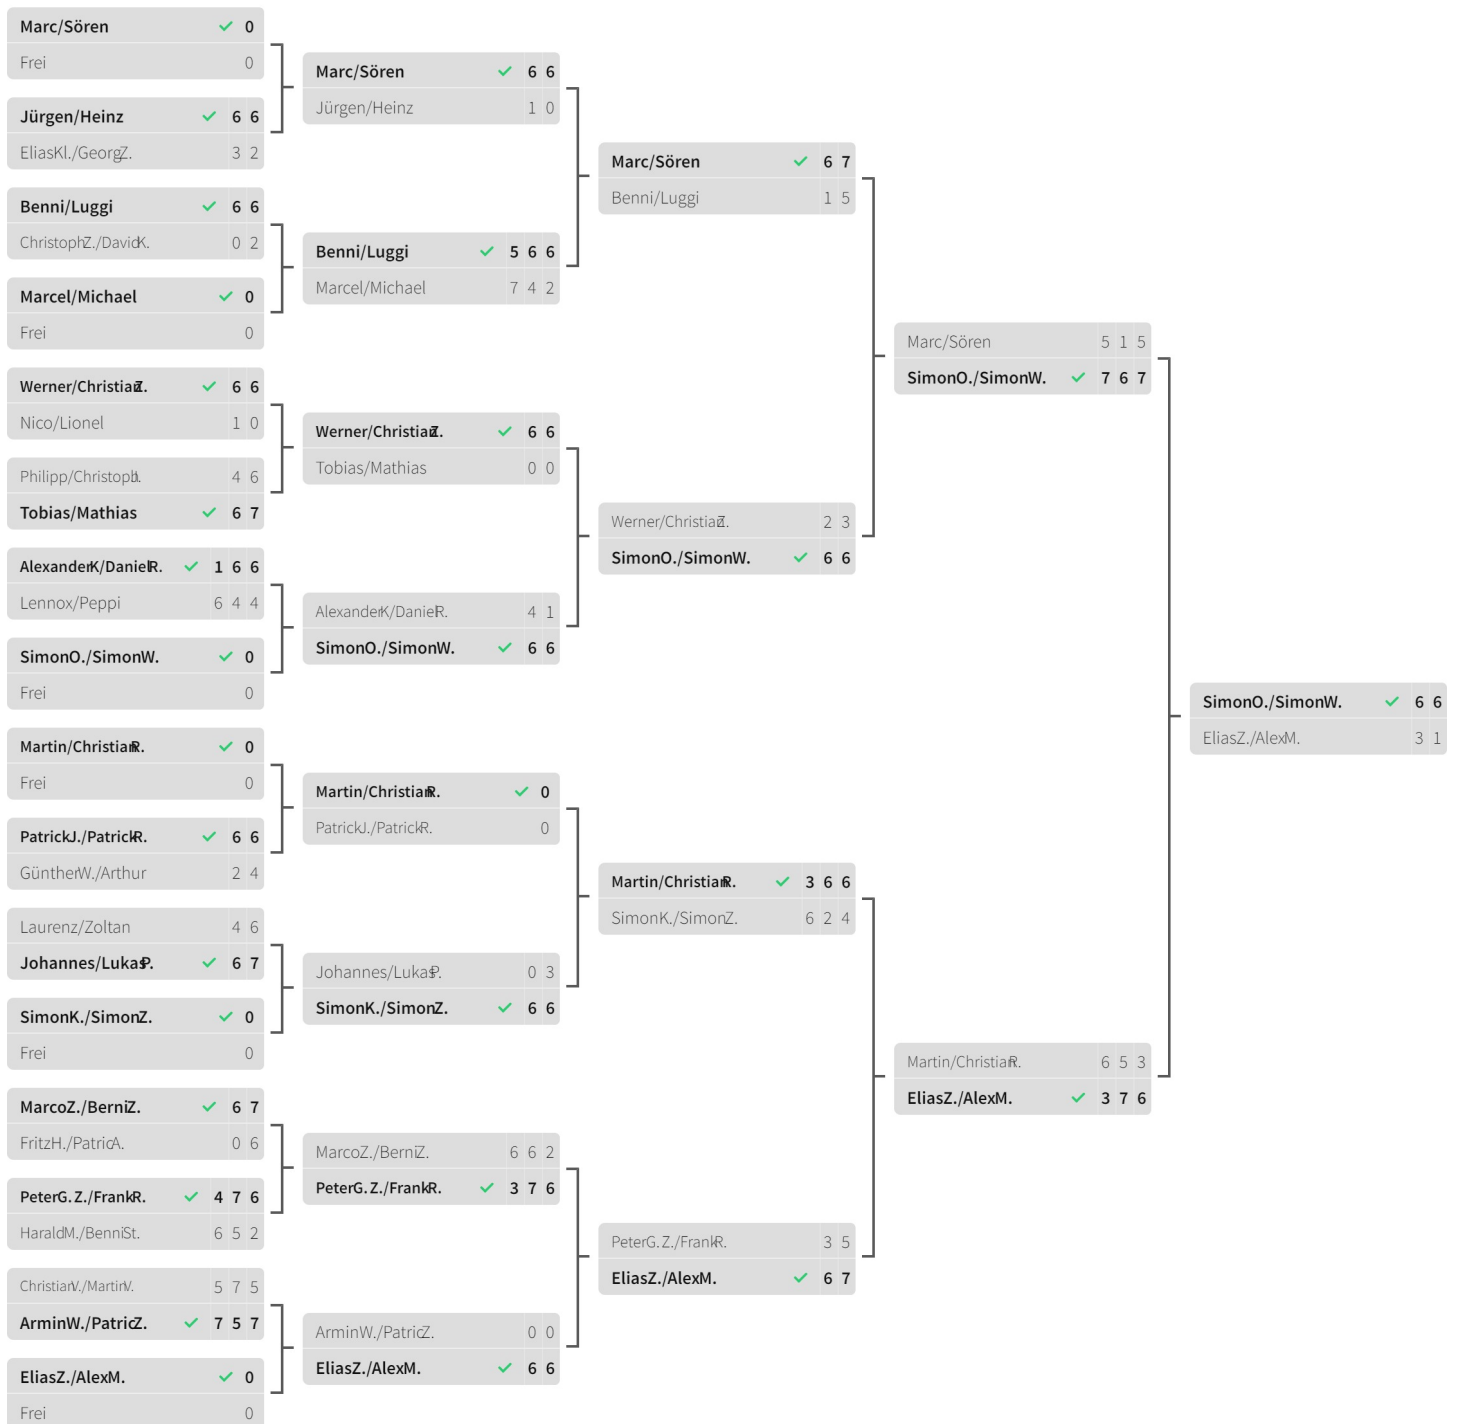 Marc/Sören 0
Frei 0
Jürgen/Heinz 6 6
EliasKl./GeorgZ. 3 2
Benni/Luggi 6 6
ChristophZ./DavidK. 0 2
Marcel/Michael 0
Frei 0
Werner/ChristianZ. 6 6
Nico/Lionel 1 0
Philipp/ChristophJ. 4 6
Tobias/Mathias 6 7
AlexanderK/DanielR. 1 6 6
Lennox/Peppi 6 4 4
SimonO./SimonW. 0
Frei 0
Martin/ChristianR. 0
Frei 0
PatrickJ./PatrickR. 6 6
GüntherW./Arthur 2 4
Laurenz/Zoltan 4 6
Johannes/LukasP. 6 7
SimonK./SimonZ. 0
Frei 0
MarcoZ./BerniZ. 6 7
FritzH./PatricA. 0 6
PeterG. Z./FrankR. 4 7 6
HaraldM./BenniSt. 6 5 2
ChristianV./MartinV. 5 7 5
ArminW./PatricZ. 7 5 7
EliasZ./AlexM. 0
Frei 0
Marc/Sören 6 6
Jürgen/Heinz 1 0
Benni/Luggi 5 6 6
Marcel/Michael 7 4 2
Werner/ChristianZ. 6 6
Tobias/Mathias 0 0
AlexanderK/DanielR. 4 1
SimonO./SimonW. 6 6
Martin/ChristianR. 0
PatrickJ./PatrickR. 0
Johannes/LukasP. 0 3
SimonK./SimonZ. 6 6
MarcoZ./BerniZ. 6 6 2
PeterG. Z./FrankR. 3 7 6
ArminW./PatricZ. 0 0
EliasZ./AlexM. 6 6
Marc/Sören 6 7
Benni/Luggi 1 5
Werner/ChristianZ. 2 3
SimonO./SimonW. 6 6
Martin/ChristianR. 3 6 6
SimonK./SimonZ. 6 2 4
PeterG. Z./FrankR. 3 5
EliasZ./AlexM. 6 7
Marc/Sören 5 1 5
SimonO./SimonW. 7 6 7
Martin/ChristianR. 6 5 3
EliasZ./AlexM. 3 7 6
SimonO./SimonW. 6 6
EliasZ./AlexM. 3 1